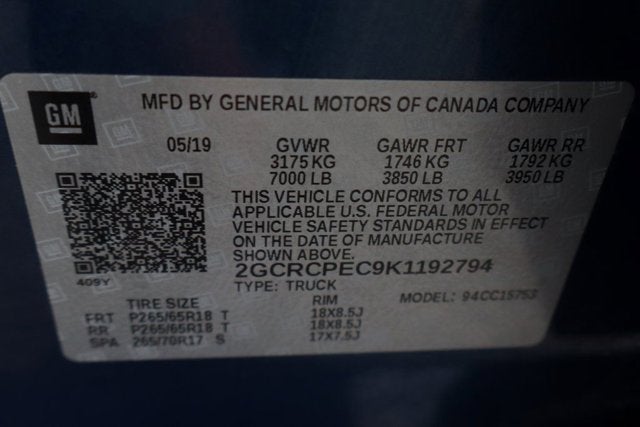 GM
MFD BY GENERAL MOTORS OF CANADA COMPANY
05/19 GVWR GAWR FRT GAWR RR
3175 KG 1746 KG 1792 KG
7000 LB 3850 LB 3950 LB
THIS VEHICLE CONFORMS TO ALL
APPLICABLE U.S. FEDERAL MOTOR
VEHICLE SAFETY STANDARDS IN EFFECT
ON THE DATE OF MANUFACTURE
SHOWN ABOVE.
409Y
2GCRCPEC9K1192794
TYPE: TRUCK MODEL: 94CC15753
TIRE SIZE RIM
FRT P265/65R18 T 18X8.5J
RR P265/65R18 T 18X8.5J
SPA 265/70R17 S 17X7.5J